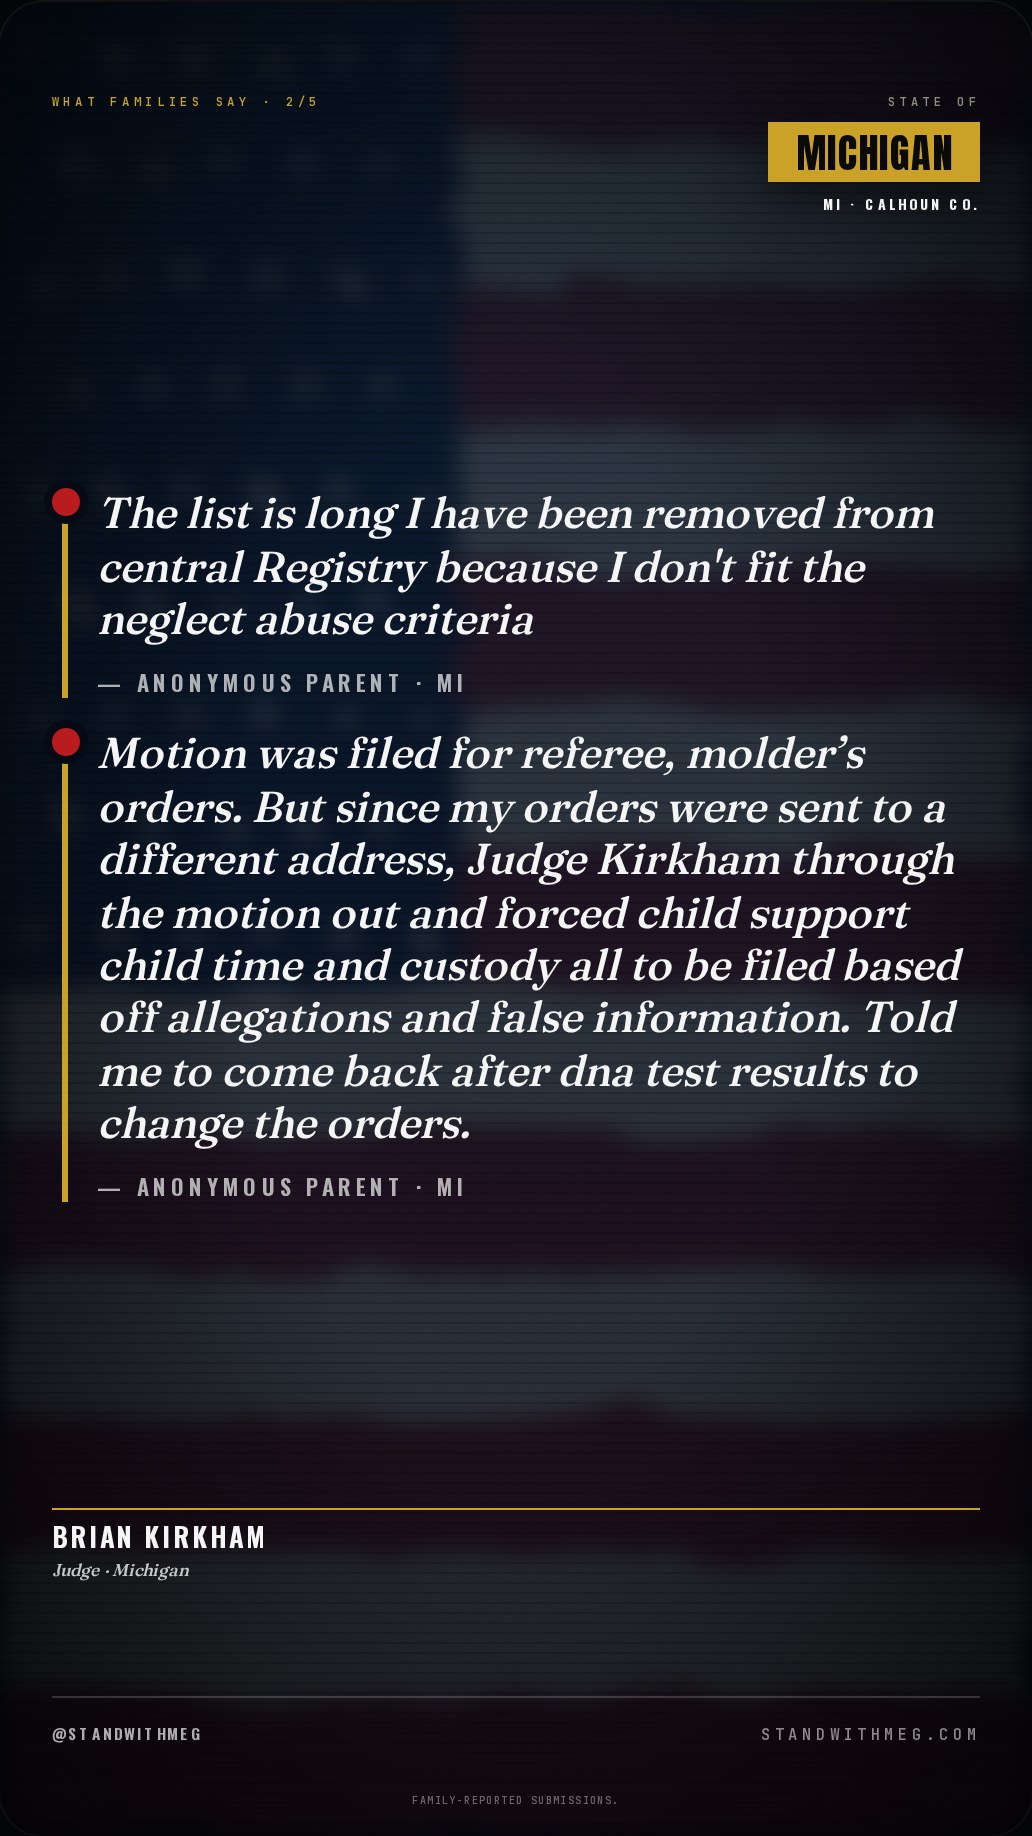 WHAT FAMILIES SAY · 2/5
STATE OF
MICHIGAN
MI · CALHOUN CO.
The list is long I have been removed from
central Registry because I don't fit the
neglect abuse criteria
— ANONYMOUS PARENT · MI
Motion was filed for referee, molder’s
orders. But since my orders were sent to a
different address, Judge Kirkham through
the motion out and forced child support
child time and custody all to be filed based
off allegations and false information. Told
me to come back after dna test results to
change the orders.
— ANONYMOUS PARENT · MI
BRIAN KIRKHAM
Judge · Michigan
@STANDWITHMEG
STANDWITHMEG.COM
FAMILY-REPORTED SUBMISSIONS.